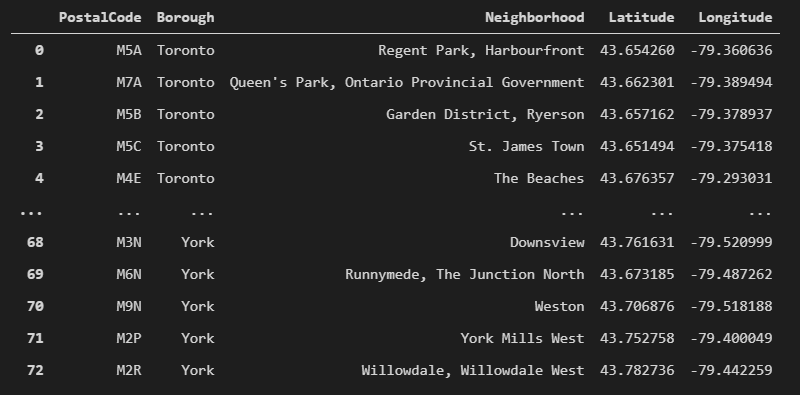 PostalCode Borough Neighborhood Latitude Longitude
0 M5A Toronto Regent Park, Harbourfront 43.654260 -79.360636
1 M7A Toronto Queen's Park, Ontario Provincial Government 43.662301 -79.389494
2 M5B Toronto Garden District, Ryerson 43.657162 -79.378937
3 M5C Toronto St. James Town 43.651494 -79.375418
4 M4E Toronto The Beaches 43.676357 -79.293031
... ... ... ... ... ...
68 M3N York Downsview 43.761631 -79.520999
69 M6N York Runnymede, The Junction North 43.673185 -79.487262
70 M9N York Weston 43.706876 -79.518188
71 M2P York York Mills West 43.752758 -79.400049
72 M2R York Willowdale, Willowdale West 43.782736 -79.442259